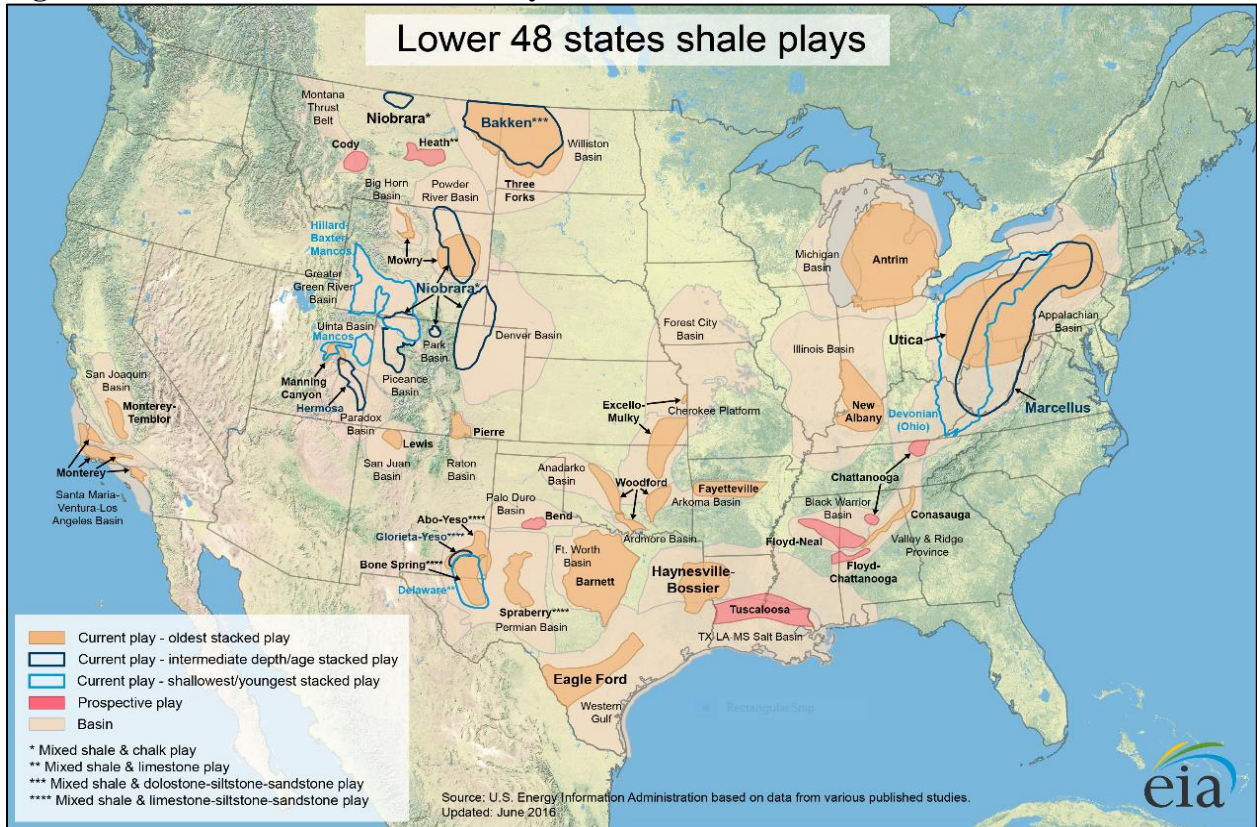 Lower 48 states shale plays
Montana
Thrust
Belt
Niobrara*
Bakken***
Cody
Heath**
Williston
Basin
Big Horn
Basin
Powder
River Basin
Three
Forks
Hillard-
Baxter-
Mancos
Mowry
Greater
Green River
Basin
Niobrara*
Uinta Basin
Mancos
Park
Basin
Denver Basin
Manning
Canyon
Hermosa
Piceance
Basin
Paradox
Basin
San Joaquin
Basin
Monterey-
Temblor
Monterey
Santa Maria-
Ventura-Los
Angeles Basin
Lewis
San Juan
Basin
Pierre
Raton
Basin
Michigan
Basin
Antrim
Forest City
Basin
Illinois Basin
Utica
Appalachian
Basin
Excello-
Mulky
Cherokee Platform
New
Albany
Devonian
(Ohio)
Marcellus
Anadarko
Basin
Woodford
Fayetteville
Arkoma Basin
Chattanooga
Palo Duro
Basin
Bend
Ardmore Basin
Black Warrior
Basin
Conasauga
Abo-Yeso****
Glorieta-Yeso****
Bone Spring****
Delaware**
Ft. Worth
Basin
Barnett
Haynesville-
Bossier
Floyd-Neal
Valley & Ridge
Province
Floyd-
Chattanooga
Spraberry****
Permian Basin
Tuscaloosa
TX-LA-MS Salt Basin
Eagle Ford
Western
Gulf
Rectangular Snip
Current play - oldest stacked play
Current play - intermediate depth/age stacked play
Current play - shallowest/youngest stacked play
Prospective play
Basin
* Mixed shale & chalk play
** Mixed shale & limestone play
*** Mixed shale & dolostone-siltstone-sandstone play
**** Mixed shale & limestone-siltstone-sandstone play
Source: U.S. Energy Information Administration based on data from various published studies.
Updated: June 2016
eia